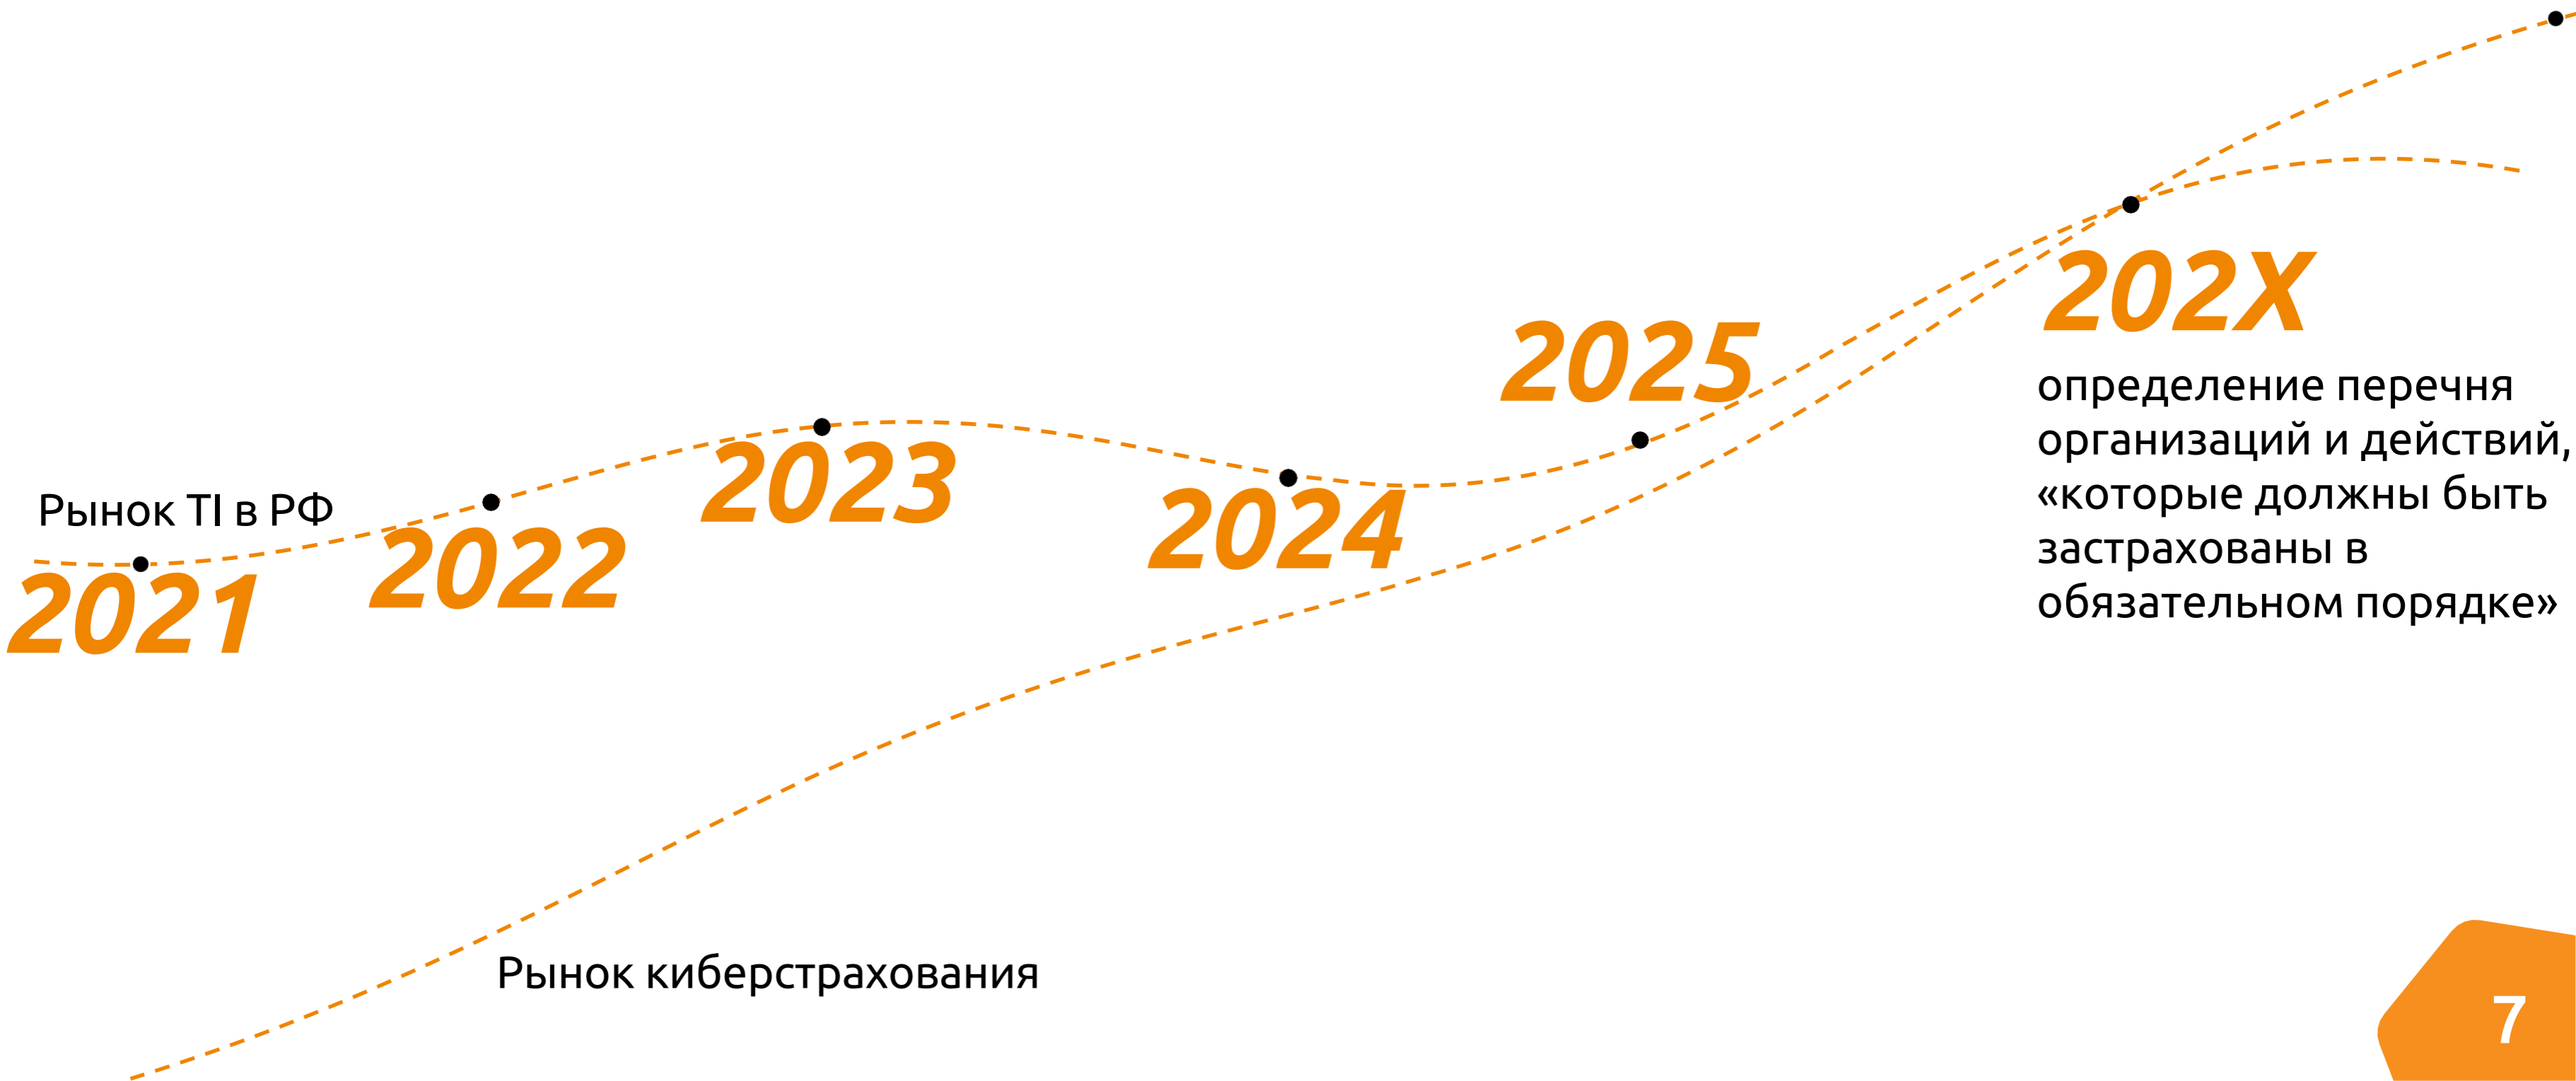 Рынок TI в РФ
2021
2022
2023
2024
2025
202X
определение перечня
организаций и действий,
«которые должны быть
застрахованы в
обязательном порядке»
Рынок киберстрахования
7